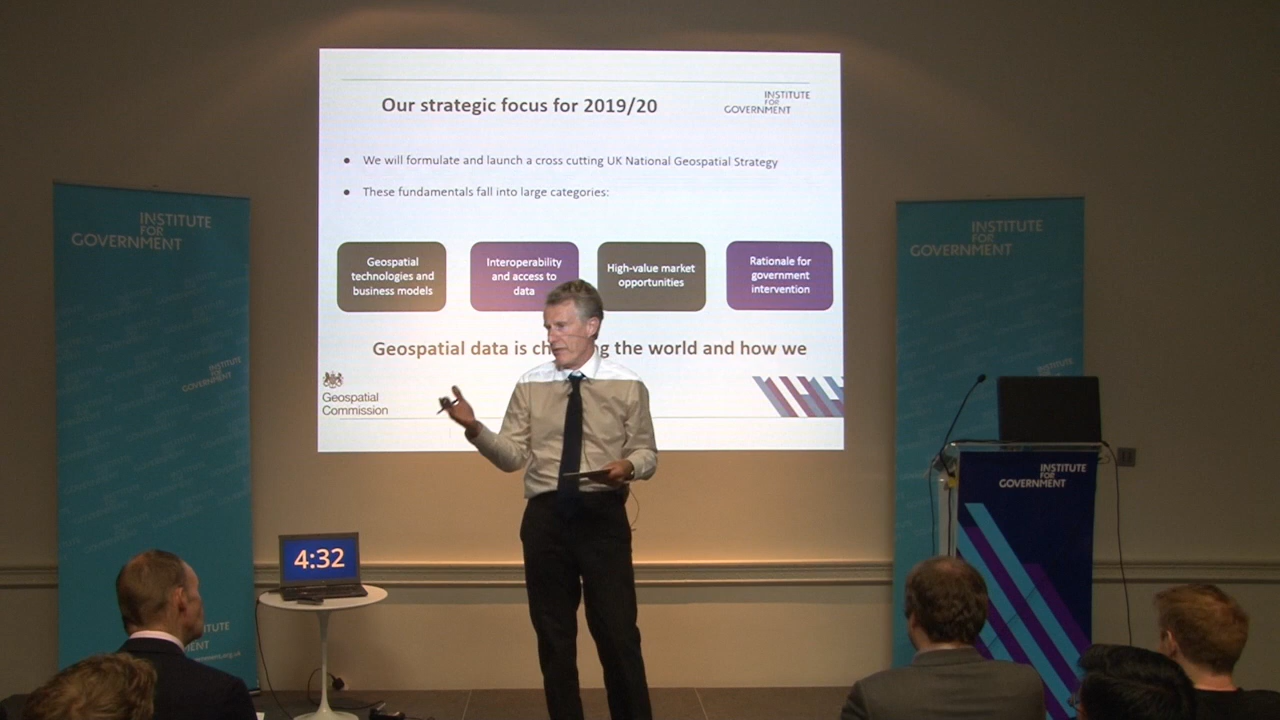 Our strategic focus for 2019/20
INSTITUTE
FOR
GOVERNMENT
• We will formulate and launch a cross cutting UK National Geospatial Strategy
• These fundamentals fall into large categories:
Geospatial
technologies and
business models
Interoperability
and access to
data
High-value market
opportunities
Rationale for
government
intervention
Geospatial data is ch g the world and how we
Geospatial
Commission
INSTITUTE
FOR
GOVERNMENT
INSTITUTE
FOR
GOVERNMENT
INSTITUTE
FOR
GOVERNMENT
INSTITUTE
FOR
GOVERNMENT
4:32